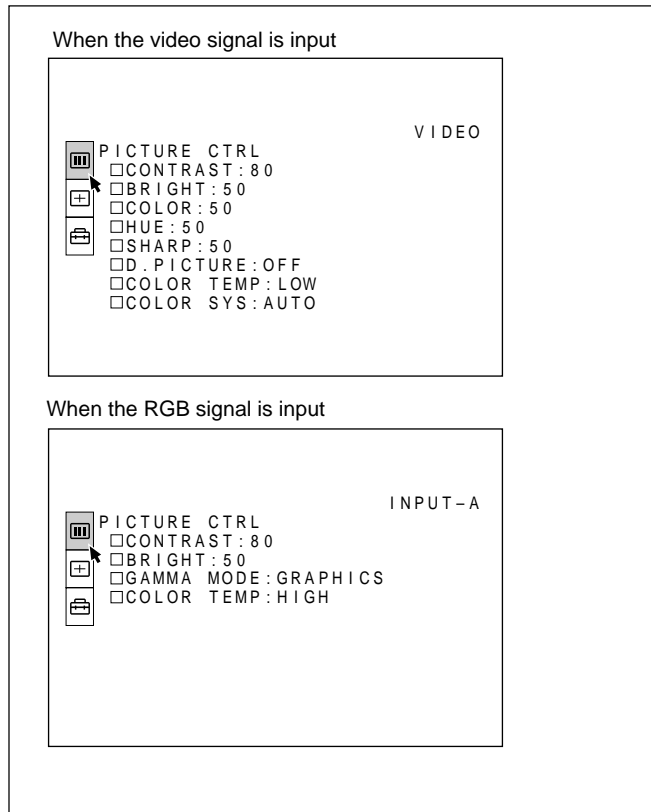 When the video signal is input
VIDEO
PICTURE CTRL
□CONTRAST:80
□BRIGHT:50
□COLOR:50
□HUE:50
□SHARP:50
□D.PICTURE:OFF
□COLOR TEMP:LOW
□COLOR SYS:AUTO
When the RGB signal is input
INPUT–A
PICTURE CTRL
□CONTRAST:80
□BRIGHT:50
□GAMMA MODE:GRAPHICS
□COLOR TEMP:HIGH